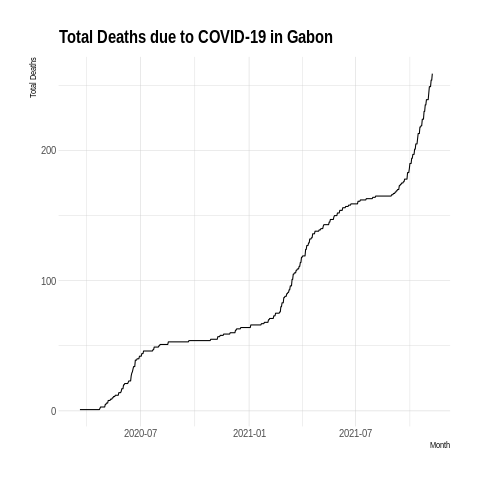 Total Deaths due to COVID-19 in Gabon
Total Deaths
200
100
0
2020-07 2021-01 2021-07
Month